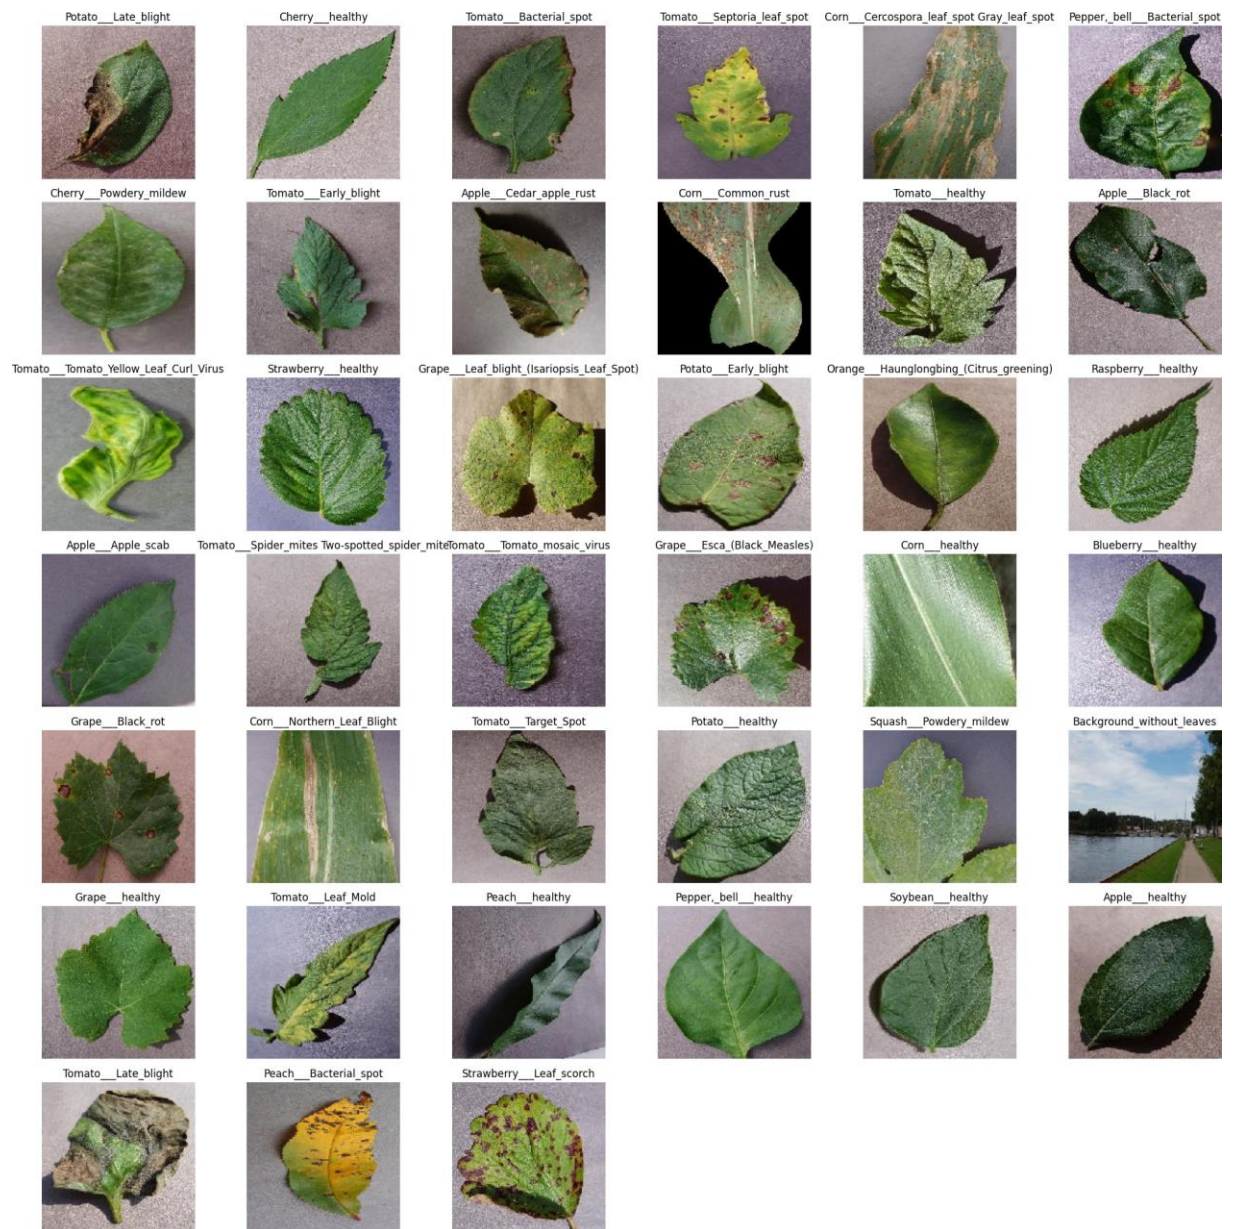 Potato___Late_blight
Cherry___healthy
Tomato___Bacterial_spot
Tomato___Septoria_leaf_spot
Corn___Cercospora_leaf_spot Gray_leaf_spot
Pepper,_bell___Bacterial_spot
Cherry___Powdery_mildew
Tomato___Early_blight
Apple___Cedar_apple_rust
Corn___Common_rust
Tomato___healthy
Apple___Black_rot
Tomato___Tomato_Yellow_Leaf_Curl_Virus
Strawberry___healthy
Grape___Leaf_blight_(Isariopsis_Leaf_Spot)
Potato___Early_blight
Orange___Haunglongbing_(Citrus_greening)
Raspberry___healthy
Apple___Apple_scab
Tomato___Spider_mites Two-spotted_spider_mite
Tomato___Tomato_mosaic_virus
Grape___Esca_(Black_Measles)
Corn___healthy
Blueberry___healthy
Grape___Black_rot
Corn___Northern_Leaf_Blight
Tomato___Target_Spot
Potato___healthy
Squash___Powdery_mildew
Background_without_leaves
Grape___healthy
Tomato___Leaf_Mold
Peach___healthy
Pepper,_bell___healthy
Soybean___healthy
Apple___healthy
Tomato___Late_blight
Peach___Bacterial_spot
Strawberry___Leaf_scorch